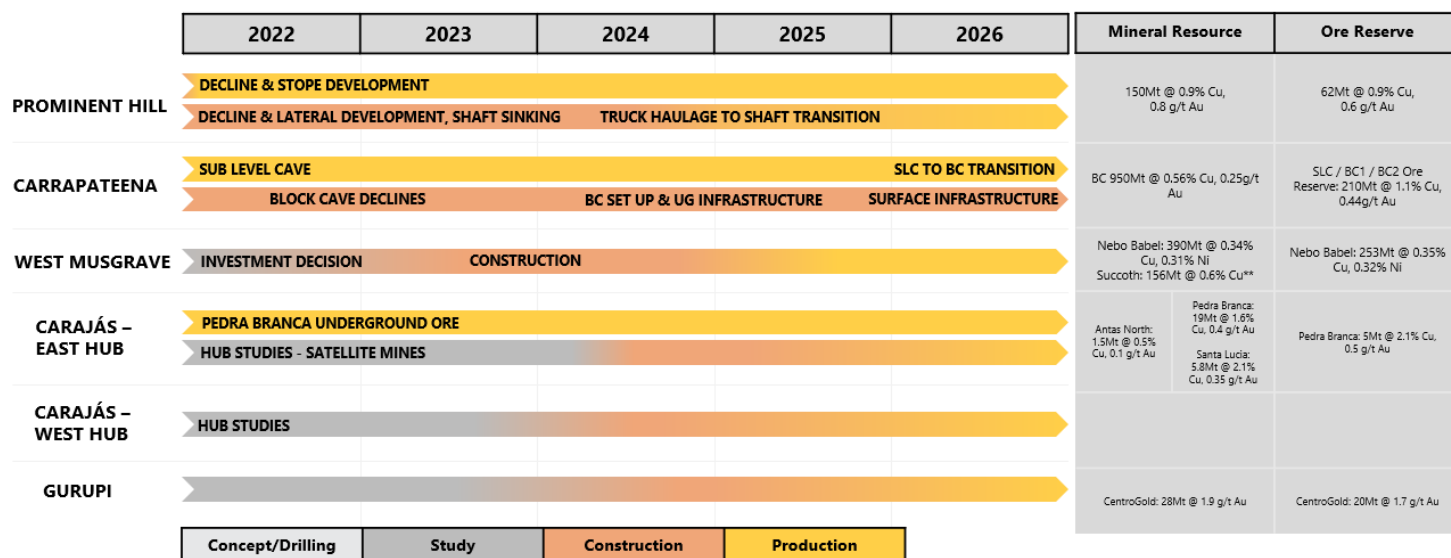 2022 2023 2024 2025 2026 Mineral Resource Ore Reserve
PROMINENT HILL
DECLINE & STOPE DEVELOPMENT
DECLINE & LATERAL DEVELOPMENT, SHAFT SINKING TRUCK HAULAGE TO SHAFT TRANSITION
150Mt @ 0.9% Cu,
0.8 g/t Au
62Mt @ 0.9% Cu,
0.6 g/t Au
CARRAPATEENA
SUB LEVEL CAVE SLC TO BC TRANSITION
BLOCK CAVE DECLINES BC SET UP & UG INFRASTRUCTURE SURFACE INFRASTRUCTURE
BC 950Mt @ 0.56% Cu, 0.25g/t
Au
SLC / BC1 / BC2 Ore
Reserve: 210Mt @ 1.1% Cu,
0.44g/t Au
WEST MUSGRAVE
INVESTMENT DECISION CONSTRUCTION
Nebo Babel: 390Mt @ 0.34%
Cu, 0.31% Ni
Succoth: 156Mt @ 0.6% Cu**
Nebo Babel: 253Mt @ 0.35%
Cu, 0.32% Ni
CARAJÁS –
EAST HUB
PEDRA BRANCA UNDERGROUND ORE
HUB STUDIES - SATELLITE MINES
Antas North:
1.5Mt @ 0.5%
Cu, 0.1 g/t Au
Pedra Branca:
19Mt @ 1.6%
Cu, 0.4 g/t Au
Santa Lucia:
5.8Mt @ 2.1%
Cu, 0.35 g/t Au
Pedra Branca: 5Mt @ 2.1% Cu,
0.5 g/t Au
CARAJÁS –
WEST HUB
HUB STUDIES
GURUPI
CentroGold: 28Mt @ 1.9 g/t Au
CentroGold: 20Mt @ 1.7 g/t Au
Concept/Drilling Study Construction Production